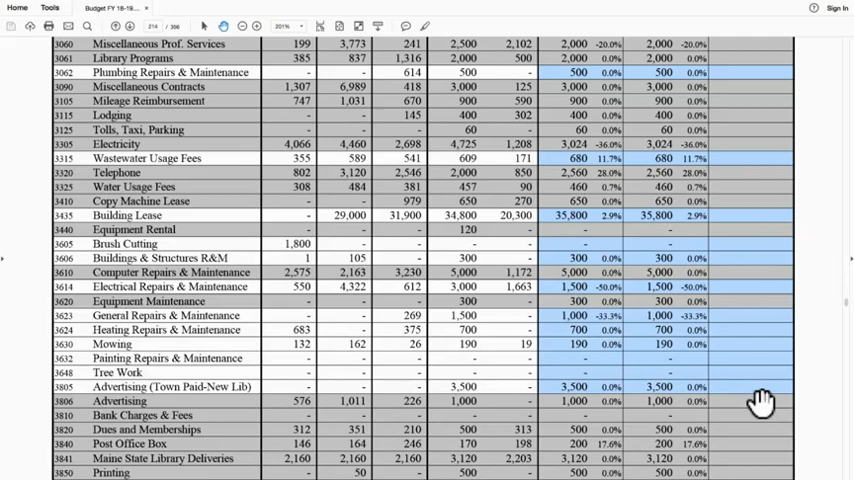 Home Tools Budget FY 18-19... × Sign In
214 / 356 201%
3060 Miscellaneous Prof. Services 199 3,773 241 2,500 2,102 2,000 -20.0% 2,000 -20.0%
3061 Library Programs 385 837 1,316 2,000 500 2,000 0.0% 2,000 0.0%
3062 Plumbing Repairs & Maintenance - - 614 500 - 500 0.0% 500 0.0%
3090 Miscellaneous Contracts 1,307 6,989 418 3,000 125 3,000 0.0% 3,000 0.0%
3105 Mileage Reimbursement 747 1,031 670 900 590 900 0.0% 900 0.0%
3115 Lodging - - 145 400 302 400 0.0% 400 0.0%
3125 Tolls, Taxi, Parking - - - 60 - 60 0.0% 60 0.0%
3305 Electricity 4,066 4,460 2,698 4,725 1,208 3,024 -36.0% 3,024 -36.0%
3315 Wastewater Usage Fees 355 589 541 609 171 680 11.7% 680 11.7%
3320 Telephone 802 3,120 2,546 2,000 850 2,560 28.0% 2,560 28.0%
3325 Water Usage Fees 308 484 381 457 90 460 0.7% 460 0.7%
3410 Copy Machine Lease - - 979 650 270 650 0.0% 650 0.0%
3435 Building Lease - 29,000 31,900 34,800 20,300 35,800 2.9% 35,800 2.9%
3440 Equipment Rental - - - 120 - - -
3605 Brush Cutting 1,800 - - - - - -
3606 Buildings & Structures R&M 1 105 - 300 - 300 0.0% 300 0.0%
3610 Computer Repairs & Maintenance 2,575 2,163 3,230 5,000 1,172 5,000 0.0% 5,000 0.0%
3614 Electrical Repairs & Maintenance 550 4,322 612 3,000 1,663 1,500 -50.0% 1,500 -50.0%
3620 Equipment Maintenance - - - 300 - 300 0.0% 300 0.0%
3623 General Repairs & Maintenance - - 269 1,500 - 1,000 -33.3% 1,000 -33.3%
3624 Heating Repairs & Maintenance 683 - 375 700 - 700 0.0% 700 0.0%
3630 Mowing 132 162 26 190 19 190 0.0% 190 0.0%
3632 Painting Repairs & Maintenance - - - - - - -
3648 Tree Work - - - - - - -
3805 Advertising (Town Paid-New Lib) - - - 3,500 - 3,500 0.0% 3,500 0.0%
3806 Advertising 576 1,011 226 1,000 - 1,000 0.0% 1,000 0.0%
3810 Bank Charges & Fees - - - - - - -
3820 Dues and Memberships 312 351 210 500 313 500 0.0% 500 0.0%
3840 Post Office Box 146 164 246 170 198 200 17.6% 200 17.6%
3841 Maine State Library Deliveries 2,160 2,160 2,160 3,120 2,203 3,120 0.0% 3,120 0.0%
3850 Printing - 50 - 500 - 500 0.0% 500 0.0%